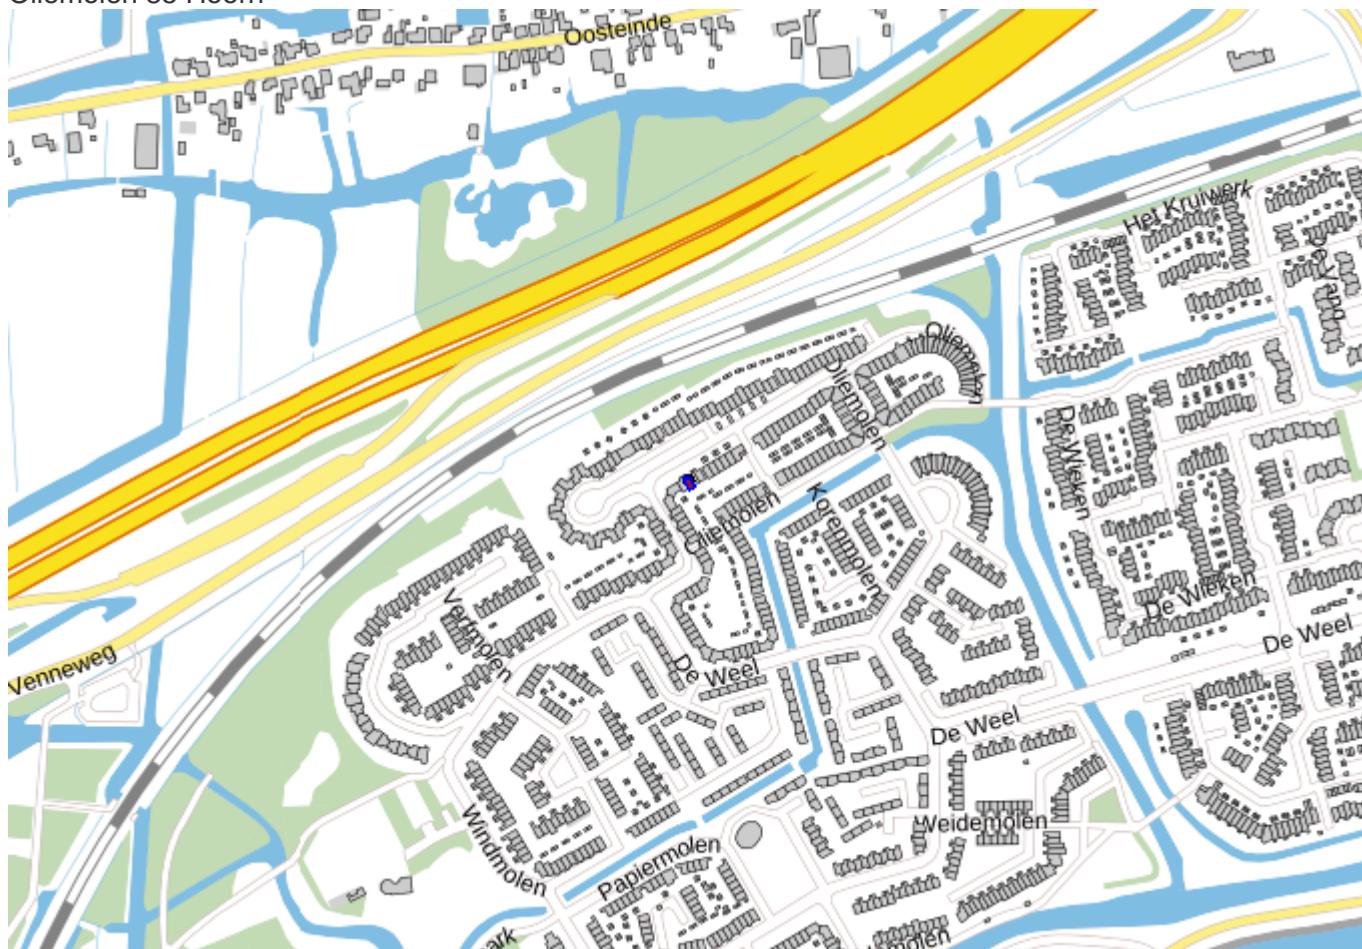 Oosteinde
Het Kruiwerk
De Vang
Oliemolen
Oliemolen
De Wieken
Korenmolen
Oliemolen
De Wieken
Verfmolen
De Weel
De Weel
Venneweg
De Weel
Weidemolen
Windmolen
Papiermolen